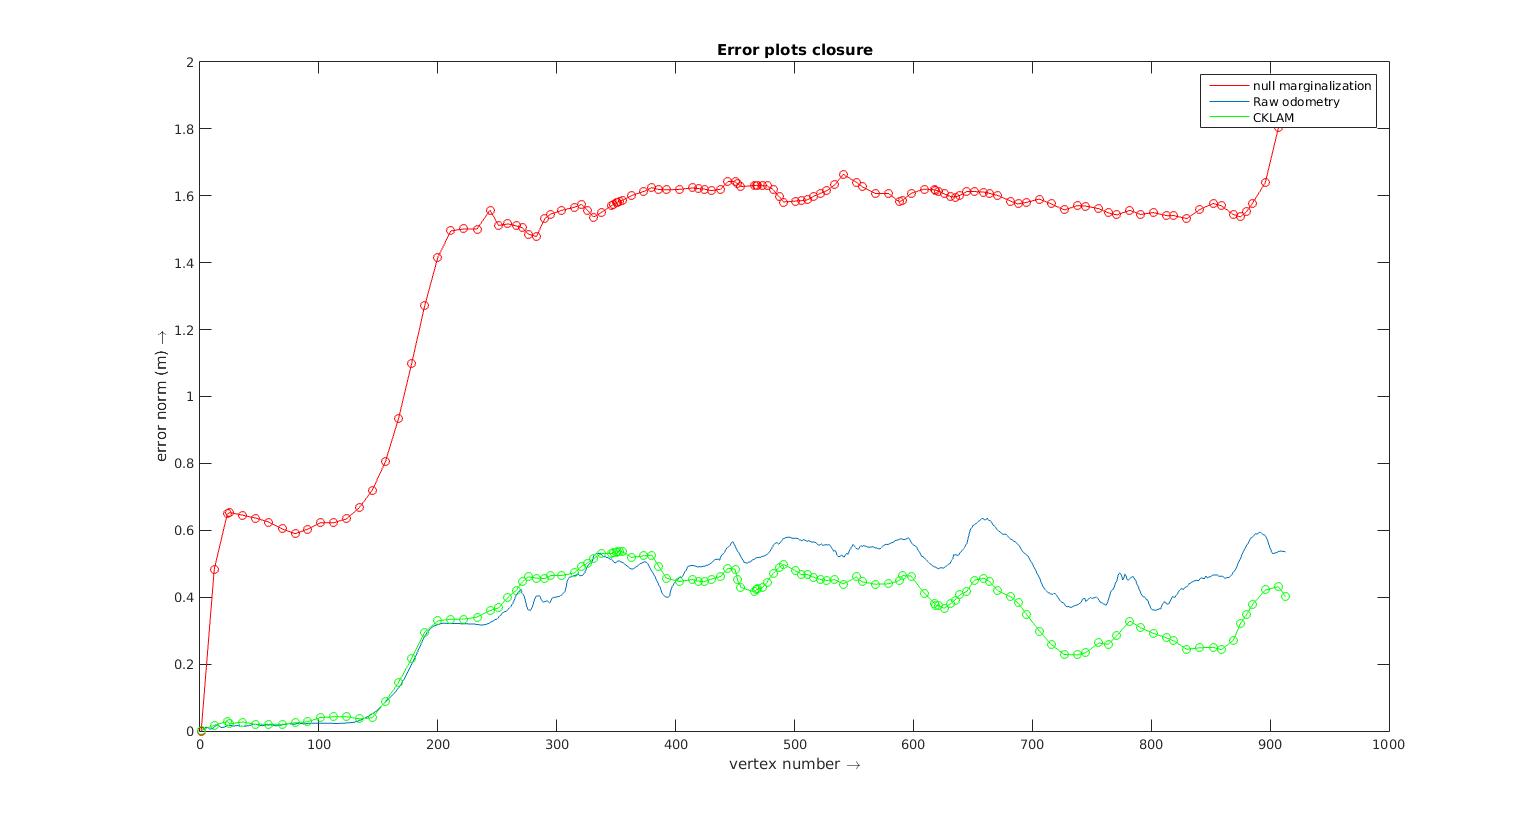 Error plots closure
null marginalization
Raw odometry
CKLAM
2
1.8
1.6
1.4
1.2
1
0.8
0.6
0.4
0.2
0
error norm (m) →
0 100 200 300 400 500 600 700 800 900 1000
vertex number →